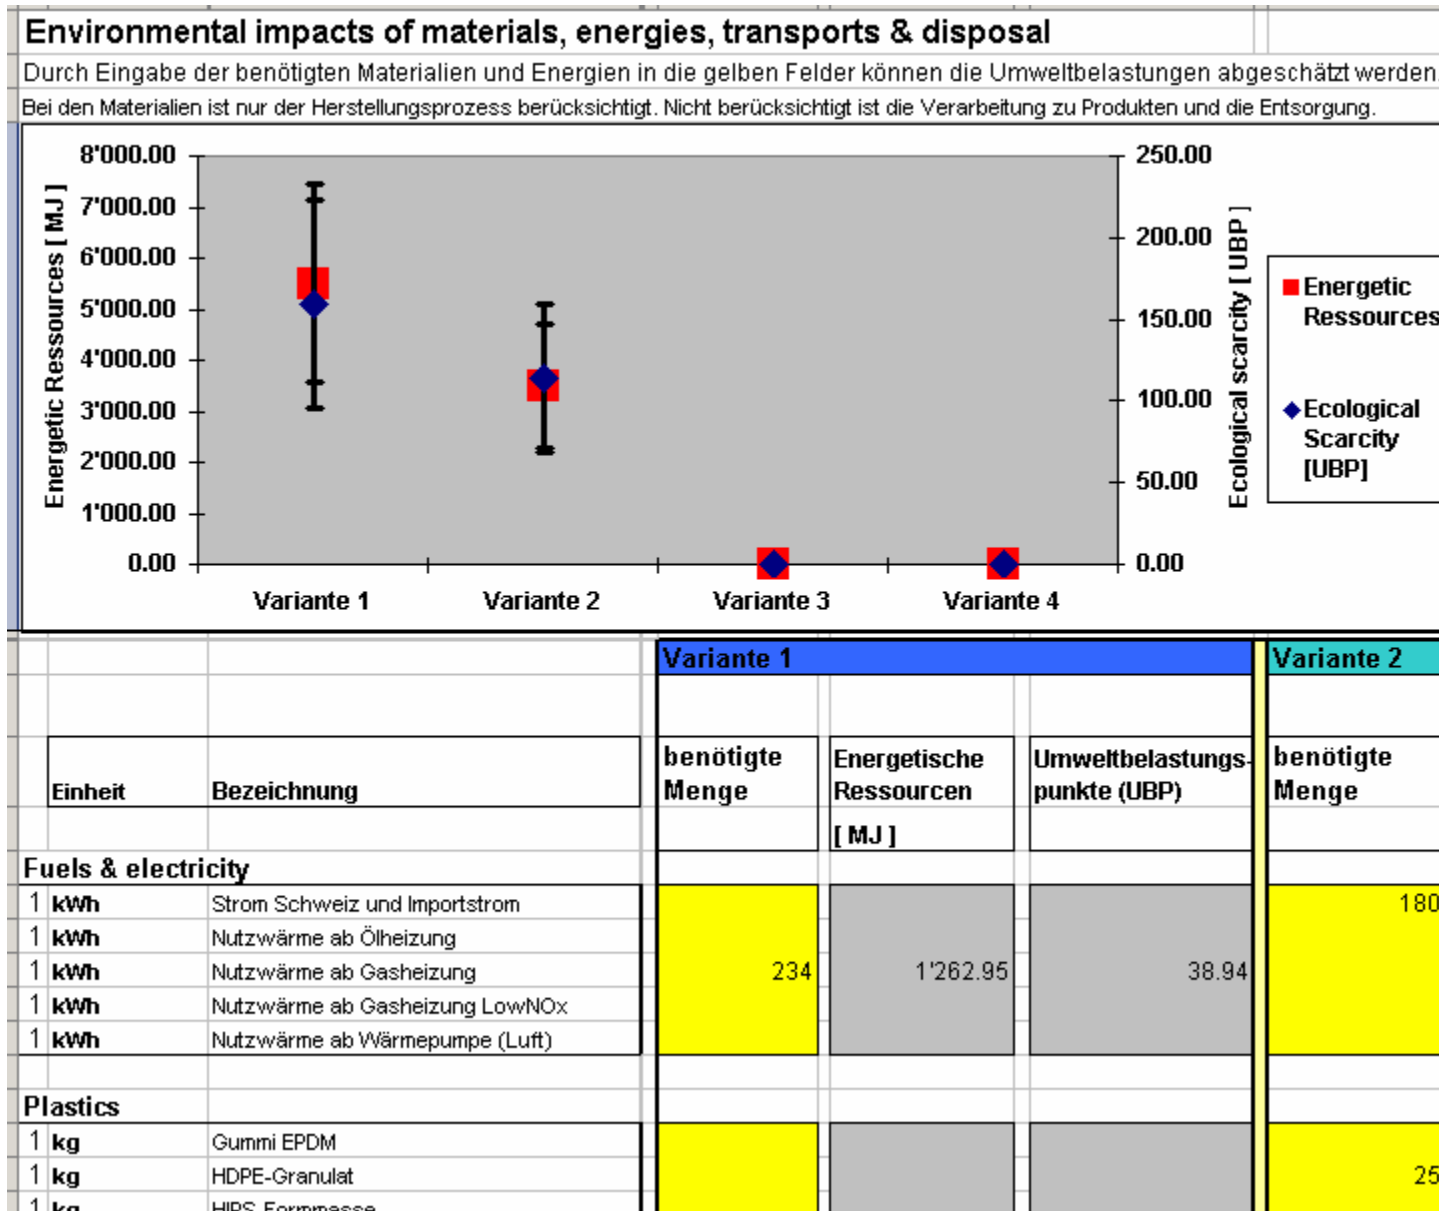 Environmental impacts of materials, energies, transports & disposal
Durch Eingabe der benötigten Materialien und Energien in die gelben Felder können die Umweltbelastungen abgeschätzt werden.
Bei den Materialien ist nur der Herstellungsprozess berücksichtigt. Nicht berücksichtigt ist die Verarbeitung zu Produkten und die Entsorgung.
Energetic Ressources [ MJ ]
8'000.00
7'000.00
6'000.00
5'000.00
4'000.00
3'000.00
2'000.00
1'000.00
0.00
250.00
200.00
150.00
100.00
50.00
0.00
Ecological scarcity [ UBP ]
Energetic
Ressources
Ecological
Scarcity
[UBP]
Variante 1 Variante 2 Variante 3 Variante 4
Variante 1 Variante 2
Einheit Bezeichnung
benötigte
Menge
Energetische
Ressourcen
[ MJ ]
Umweltbelastungs-
punkte (UBP)
benötigte
Menge
Fuels & electricity
1 kWh Strom Schweiz und Importstrom 180
1 kWh Nutzwärme ab Ölheizung
1 kWh Nutzwärme ab Gasheizung 234 1'262.95 38.94
1 kWh Nutzwärme ab Gasheizung LowNOx
1 kWh Nutzwärme ab Wärmepumpe (Luft)
Plastics
1 kg Gummi EPDM
1 kg HDPE-Granulat 25
1 kg HIPS Formmasse